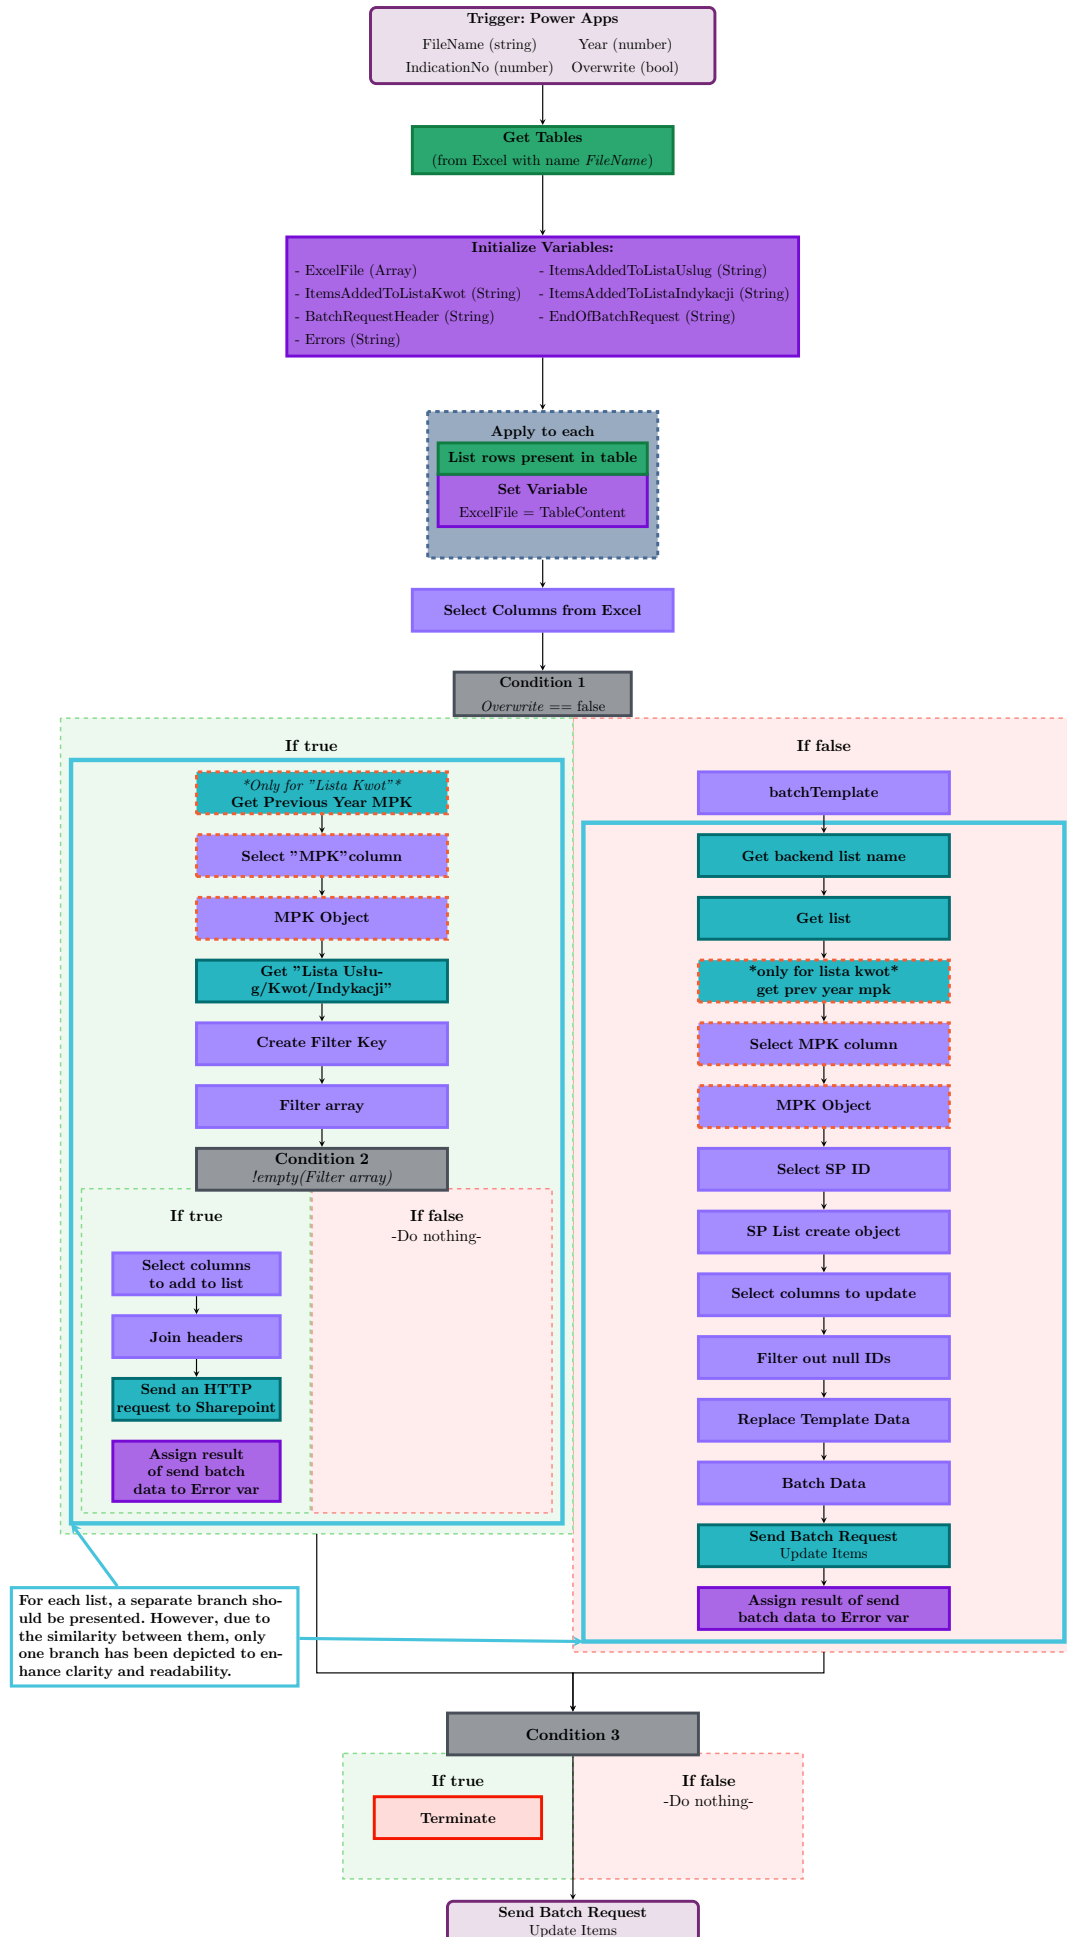 Trigger: Power Apps
FileName (string) Year (number)
IndicationNo (number) Overwrite (bool)
Get Tables
(from Excel with name FileName)
Initialize Variables:
- ExcelFile (Array) - ItemsAddedToListaUslug (String)
- ItemsAddedToListaKwot (String) - ItemsAddedToListaIndykacji (String)
- BatchRequestHeader (String) - EndOfBatchRequest (String)
- Errors (String)
Apply to each
List rows present in table
Set Variable
ExcelFile = TableContent
Select Columns from Excel
Condition 1
Overwrite == false
If true
*Only for ”Lista Kwot”*
Get Previous Year MPK
Select ”MPK”column
MPK Object
Get ”Lista Usłu-
g/Kwot/Indykacji”
Create Filter Key
Filter array
Condition 2
!empty(Filter array)
If true
Select columns
to add to list
Join headers
Send an HTTP
request to Sharepoint
Assign result
of send batch
data to Error var
If false
-Do nothing-
If false
batchTemplate
Get backend list name
Get list
*only for lista kwot*
get prev year mpk
Select MPK column
MPK Object
Select SP ID
SP List create object
Select columns to update
Filter out null IDs
Replace Template Data
Batch Data
Send Batch Request
Update Items
Assign result of send
batch data to Error var
For each list, a separate branch sho-
uld be presented. However, due to
the similarity between them, only
one branch has been depicted to en-
hance clarity and readability.
Condition 3
If true
Terminate
If false
-Do nothing-
Send Batch Request
Update Items